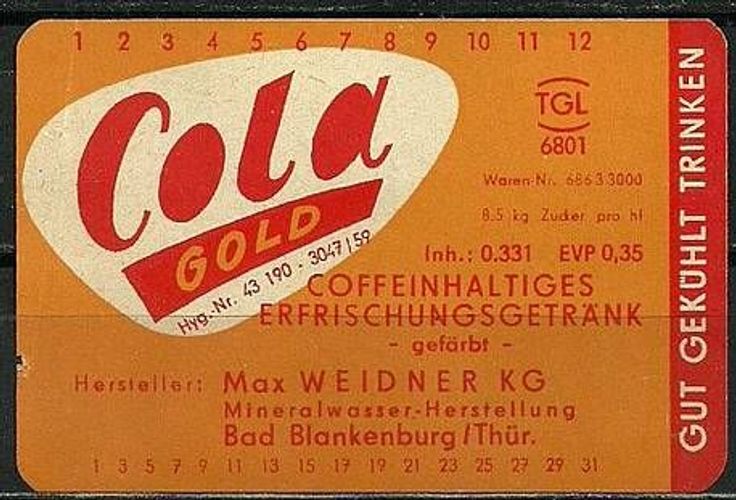 1 2 3 4 5 6 7 8 9 10 11 12
Cola
GOLD
Hyg.-Nr. 43 190 - 3047/59
TGL
6801
Waren-Nr. 6863 3000
8.5 kg Zucker pro hl
Inh.: 0.33l EVP 0,35
COFFEINHALTIGES
ERFRISCHUNGSGETRÄNK
- gefärbt -
Hersteller: Max WEIDNER KG
Mineralwasser-Herstellung
Bad Blankenburg/Thür.
1 3 5 7 9 11 13 15 17 19 21 23 25 27 29 31
GUT GEKÜHLT TRINKEN